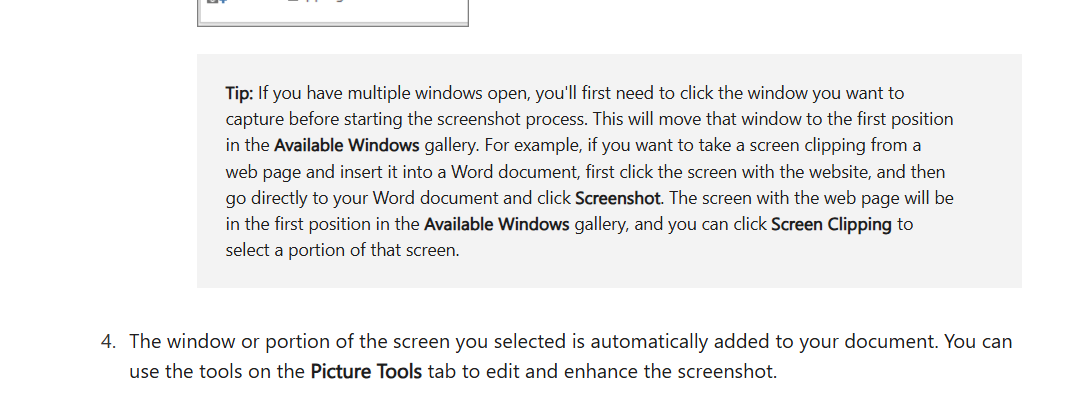 Tip: If you have multiple windows open, you'll first need to click the window you want to
capture before starting the screenshot process. This will move that window to the first position
in the Available Windows gallery. For example, if you want to take a screen clipping from a
web page and insert it into a Word document, first click the screen with the website, and then
go directly to your Word document and click Screenshot. The screen with the web page will be
in the first position in the Available Windows gallery, and you can click Screen Clipping to
select a portion of that screen.
4. The window or portion of the screen you selected is automatically added to your document. You can
use the tools on the Picture Tools tab to edit and enhance the screenshot.